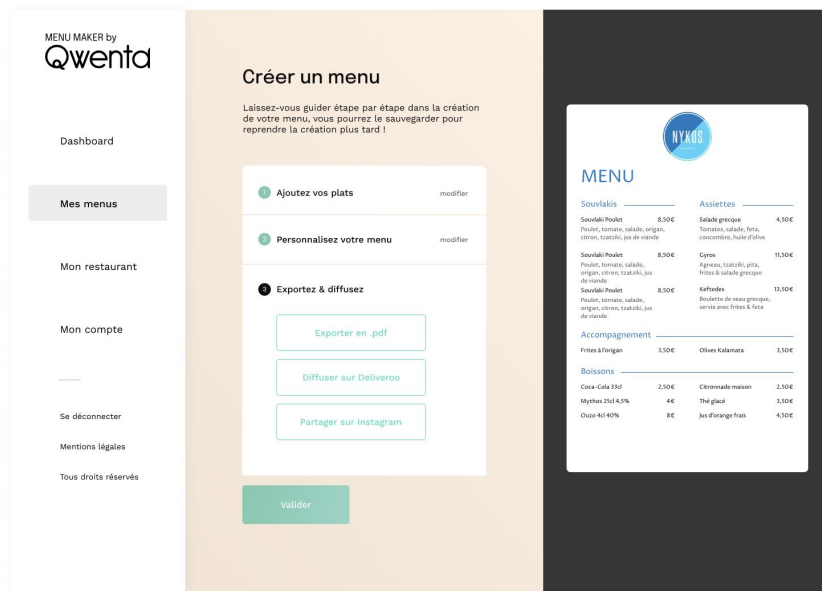 MENU MAKER by
Qwenta
Dashboard
Mes menus
Mon restaurant
Mon compte
Se déconnecter
Mentions légales
Tous droits réservés
Créer un menu
Laissez-vous guider étape par étape dans la création
de votre menu, vous pourrez le sauvegarder pour
reprendre la création plus tard !
1 Ajoutez vos plats modifier
2 Personnalisez votre menu modifier
3 Exportez & diffusez
Exporter en .pdf
Diffuser sur Deliveroo
Partager sur Instagram
Valider
NYKOS
MENU
Souvlakis
Souvlaki Poulet 8,50€
Poulet, tomate, salade, origan,
citron, tzatziki, jus de viande
Souvlaki Poulet 8,50€
Poulet, tomate, salade,
origan, citron, tzatziki, jus
de viande
Souvlaki Poulet 8,50€
Poulet, tomate, salade,
origan, citron, tzatziki, jus
de viande
Assiettes
Salade grecque 4,50€
Tomates, salade, feta,
concombre, huile d'olive
Gyros 11,50€
Agneau, tzatziki, pita,
frites & salade grecque
Keftedes 13,50€
Boulette de veau grecque,
servie avec frites & feta
Accompagnement
Frites à l'origan 3,50€ Olives Kalamata 3,50€
Boissons
Coca-Cola 33cl 2,50€ Citronnade maison 2,50€
Mythos 25cl 4,5% 4€ Thé glacé 3,50€
Ouzo 4cl 40% 8€ Jus d'orange frais 4,50€